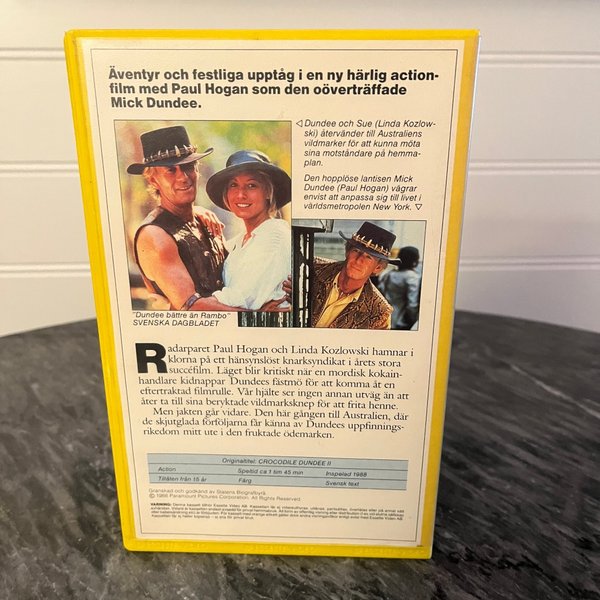 Äventyr och festliga upptåg i en ny härlig action-
film med Paul Hogan som den oöverträffade
Mick Dundee.
◁ Dundee och Sue (Linda Kozlow-
ski) återvänder till Australiens
vildmarker för att kunna möta
sina motståndare på hemma-
plan.
Den hopplöse lantisen Mick
Dundee (Paul Hogan) vägrar
envist att anpassa sig till livet i
världsmetropolen New York. ▽
"Dundee bättre än Rambo"
SVENSKA DAGBLADET
Radarparet Paul Hogan och Linda Kozlowski hamnar i
klorna på ett hänsynslöst knarksyndikat i årets stora
succéfilm. Läget blir kritiskt när en mordisk kokain-
handlare kidnappar Dundees fästmö för att komma åt en
eftertraktad filmrulle. Vår hjälte ser ingen annan utväg än att
åter ta till sina beryktade vildmarksknep för att frita henne.
Men jakten går vidare. Den här gången till Australien, där
de skjutglada förföljarna får känna av Dundees uppfinnings-
rikedom mitt ute i den fruktade ödemarken.
Originaltitel: CROCODILE DUNDEE II
Action Speltid ca 1 tim 45 min Inspelad 1988
Tillåten från 15 år Färg Svensk text
Granskad och godkänd av Statens Biografbyrå.
Paramount Pictures Corporation. All Rights Reserved.
VARNING: